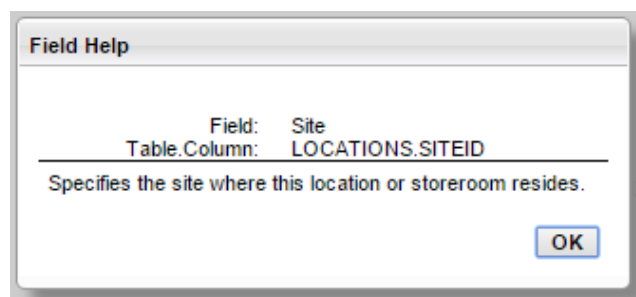 Field Help
Field: Site
Table.Column: LOCATIONS.SITEID
Specifies the site where this location or storeroom resides.
OK